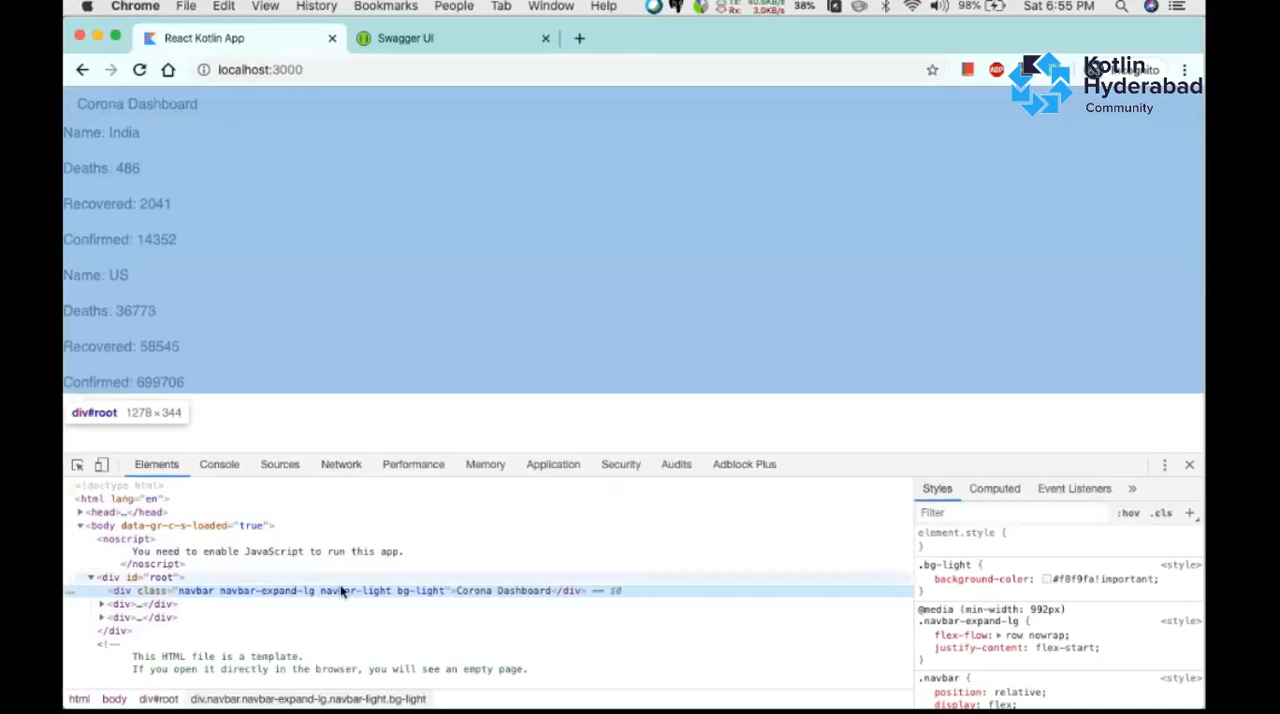 Chrome File Edit View History Bookmarks People Tab Window Help 38% 98% Sat 6:55 PM
React Kotlin App Swagger UI
localhost:3000
Kotlin
Hyderabad
Community
Corona Dashboard
Name: India
Deaths: 486
Recovered: 2041
Confirmed: 14352
Name: US
Deaths: 36773
Recovered: 58545
Confirmed: 699706
div#root 1278 × 344
Elements Console Sources Network Performance Memory Application Security Audits Adblock Plus
Styles Computed Event Listeners »
Filter :hov .cls +
<!doctype html>
<html lang="en">
<head>…</head>
<body data-gr-c-s-loaded="true">
<noscript>
You need to enable JavaScript to run this app.
</noscript>
<div id="root">
<div class="navbar navbar-expand-lg navbar-light bg-light">Corona Dashboard</div> == $0
<div>…</div>
<div>…</div>
</div>
<!--
This HTML file is a template.
If you open it directly in the browser, you will see an empty page.
element.style {
}
.bg-light { <style>
background-color: #f8f9fa!important;
}
@media (min-width: 992px)
.navbar-expand-lg { <style>
flex-flow: row nowrap;
justify-content: flex-start;
}
.navbar { <style>
position: relative;
display: flex;
html body div#root div.navbar.navbar-expand-lg.navbar-light.bg-light